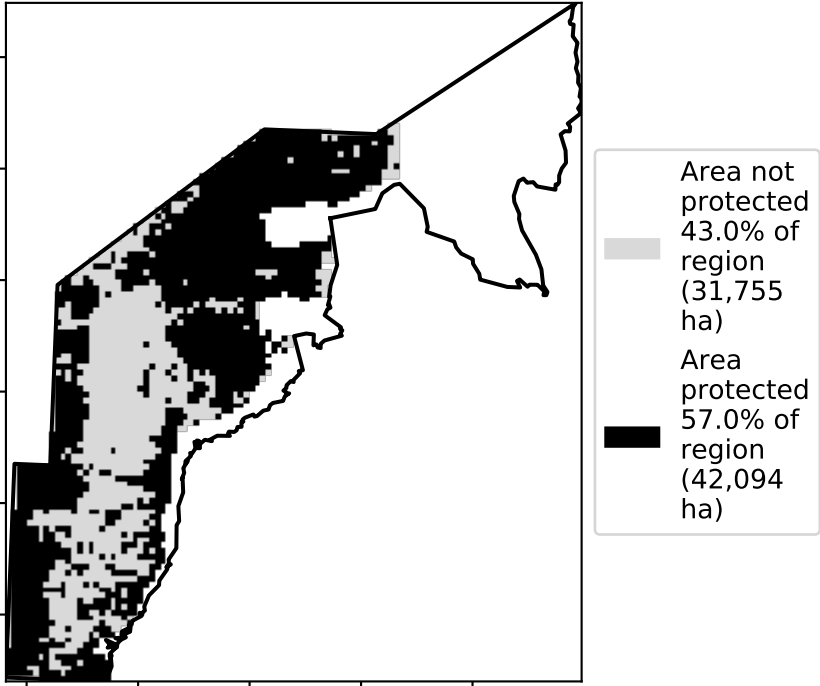 Area not
protected
43.0% of
region
(31,755
ha)
Area
protected
57.0% of
region
(42,094
ha)